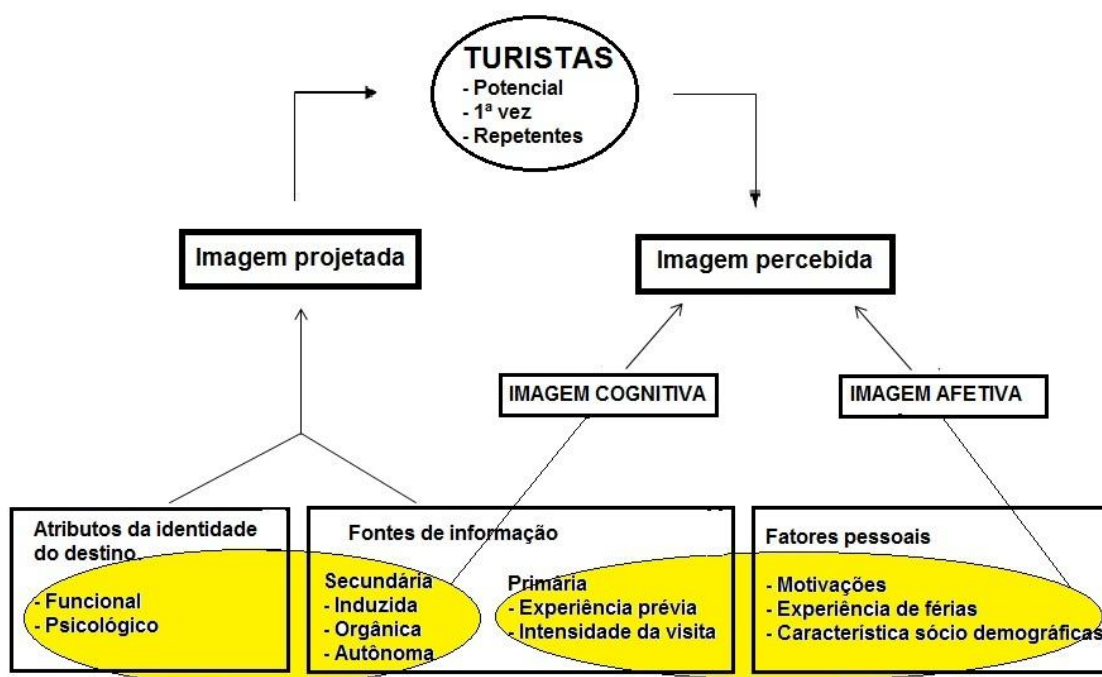 TURISTAS
- Potencial
- 1ª vez
- Repetentes
Imagem projetada
Imagem percebida
IMAGEM COGNITIVA
IMAGEM AFETIVA
Atributos da identidade
do destino
- Funcional
- Psicológico
Fontes de informação
Secundária
- Induzida
- Orgânica
- Autônoma
Primária
- Experiência prévia
- Intensidade da visita
Fatores pessoais
- Motivações
- Experiência de férias
- Característica sócio demográficas